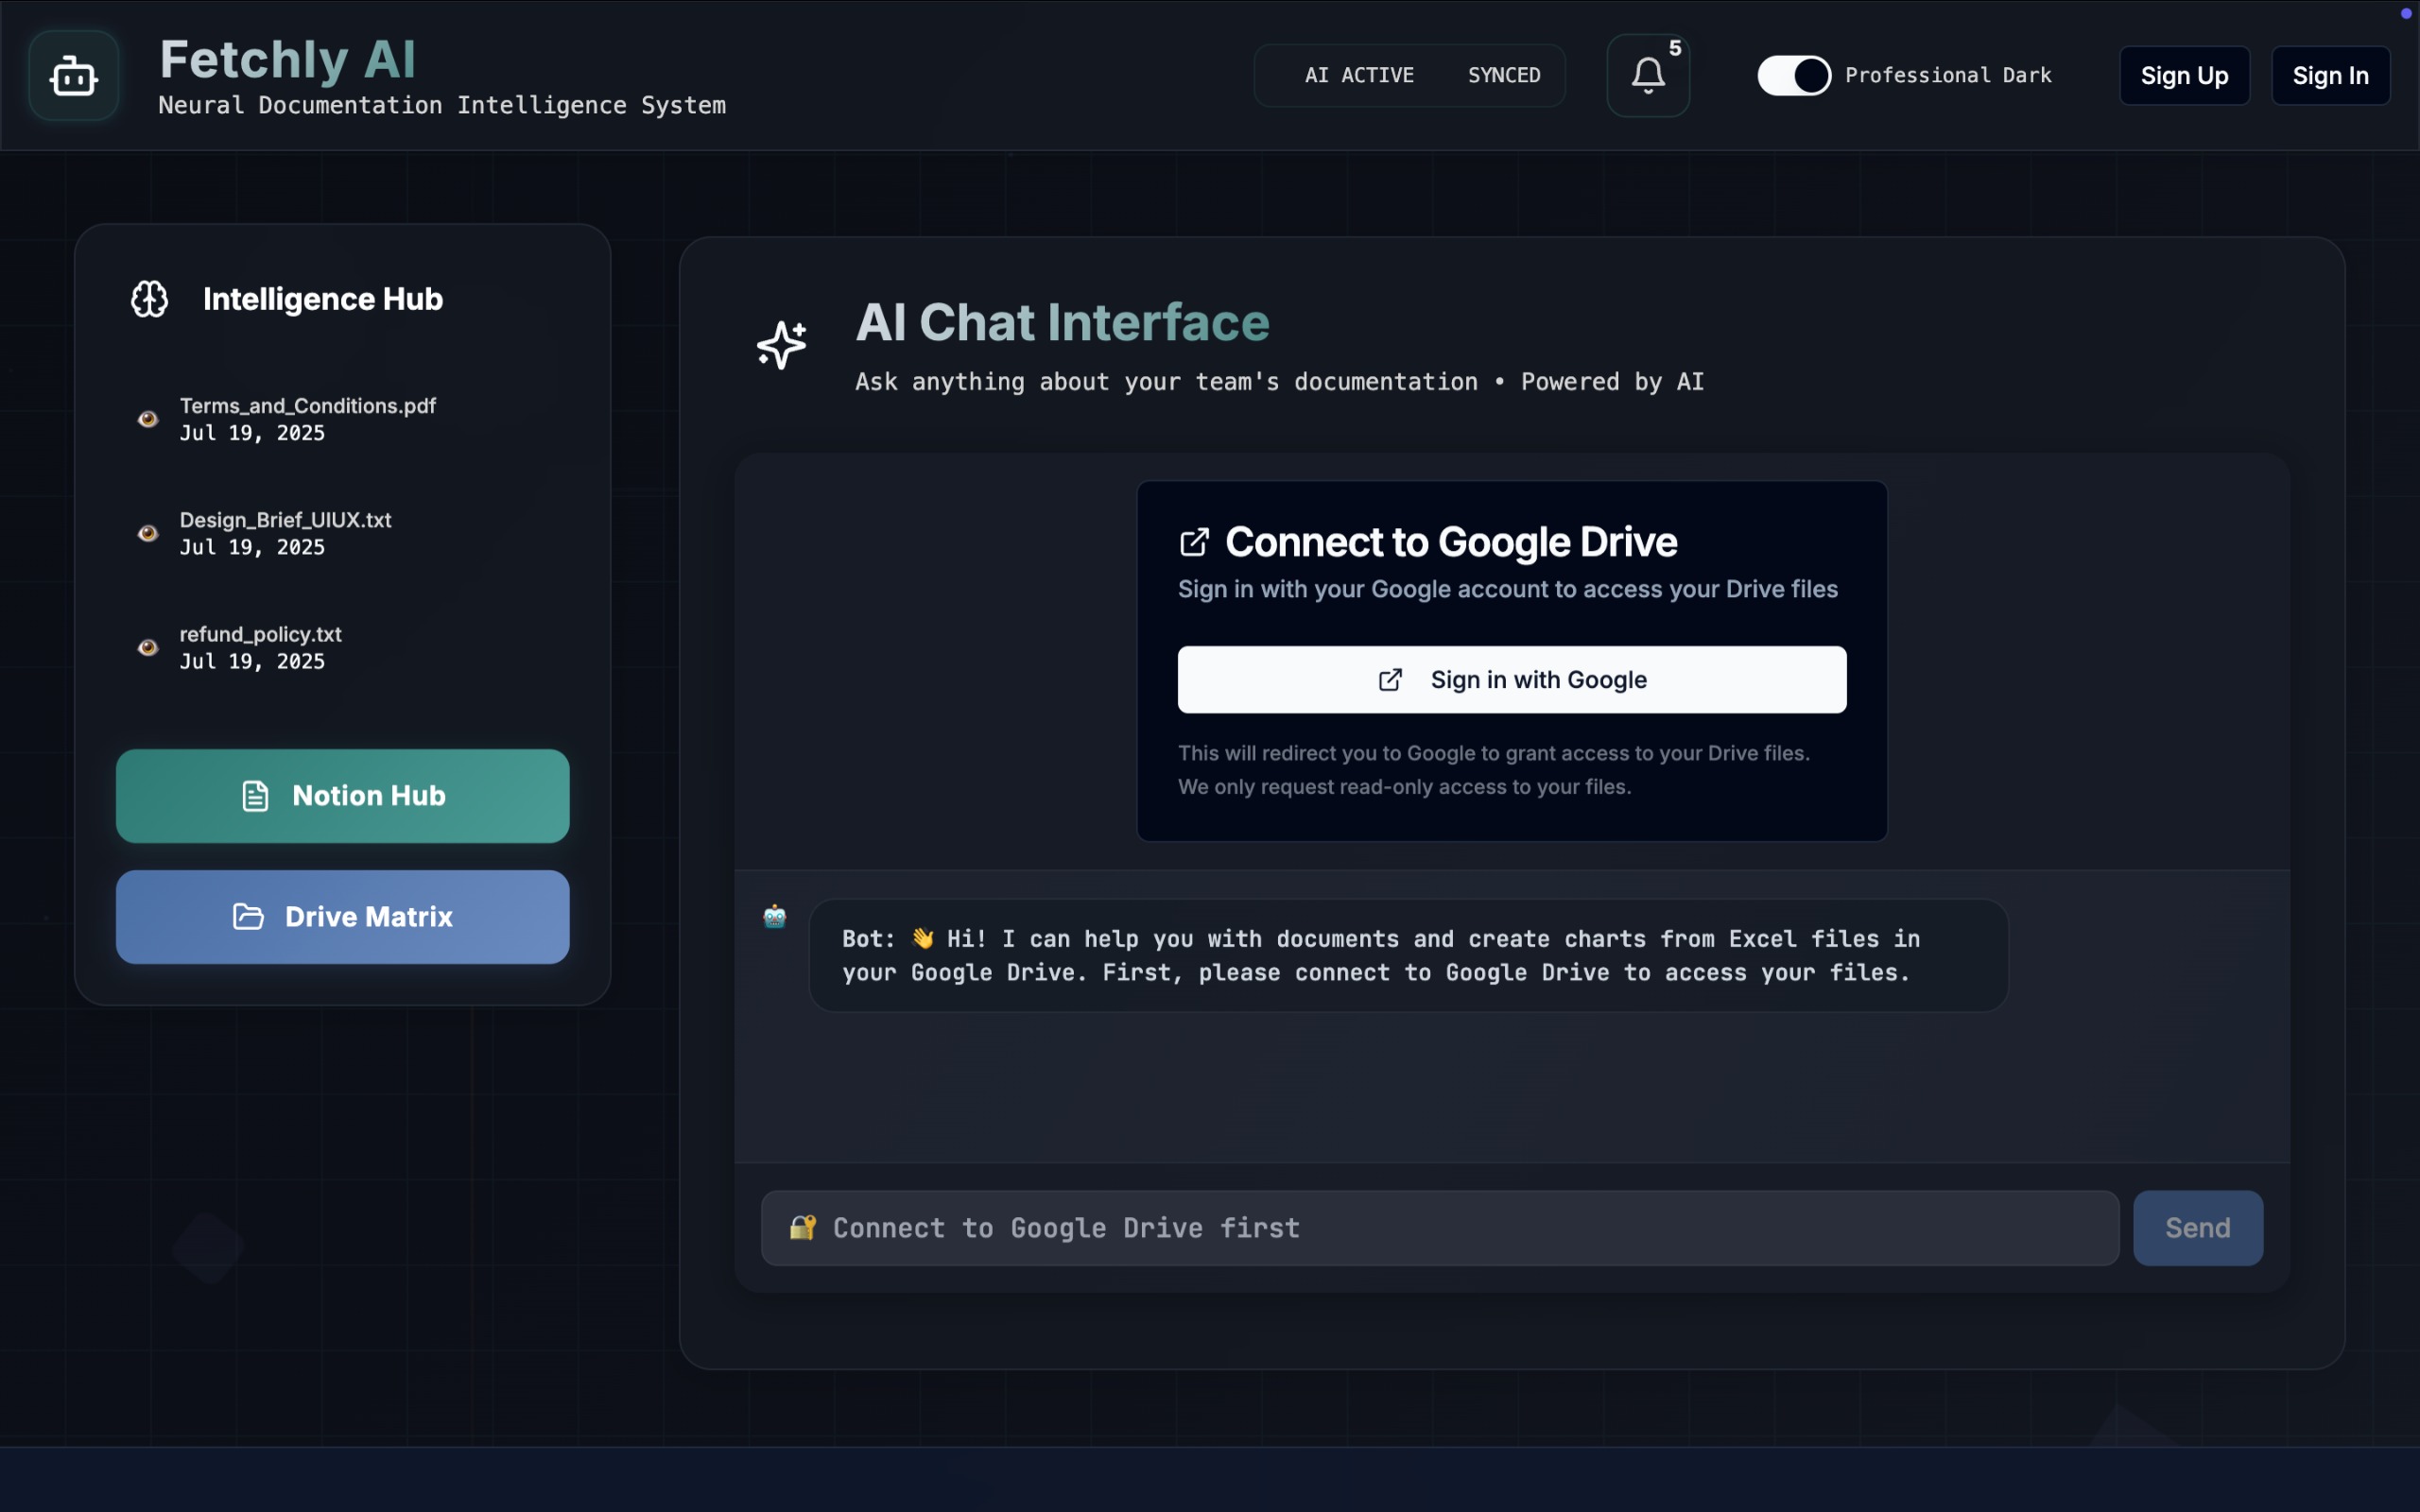 Fetchly AI
Neural Documentation Intelligence System
AI ACTIVE SYNCED
5
Professional Dark
Sign Up
Sign In
Intelligence Hub
Terms_and_Conditions.pdf
Jul 19, 2025
Design_Brief_UIUX.txt
Jul 19, 2025
refund_policy.txt
Jul 19, 2025
Notion Hub
Drive Matrix
AI Chat Interface
Ask anything about your team's documentation • Powered by AI
Connect to Google Drive
Sign in with your Google account to access your Drive files
Sign in with Google
This will redirect you to Google to grant access to your Drive files.
We only request read-only access to your files.
Bot: 👋 Hi! I can help you with documents and create charts from Excel files in
your Google Drive. First, please connect to Google Drive to access your files.
🔐 Connect to Google Drive first
Send